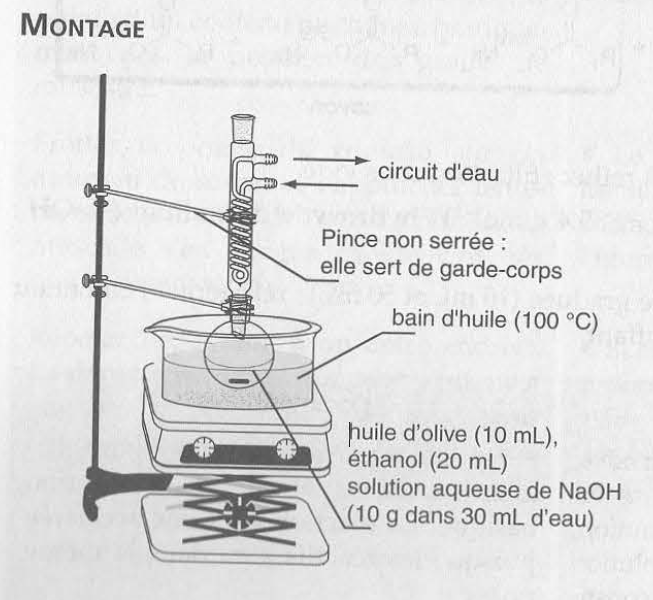 MONTAGE
circuit d'eau
Pince non serrée :
elle sert de garde-corps
bain d'huile (100 °C)
huile d'olive (10 mL),
éthanol (20 mL)
solution aqueuse de NaOH
(10 g dans 30 mL d'eau)